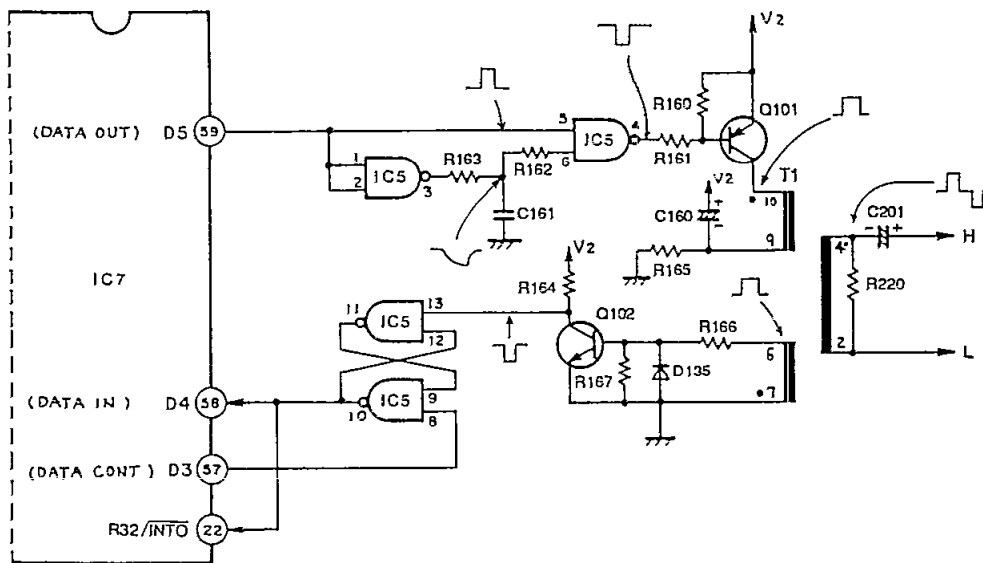 V2
R160
Q101
(DATA OUT) D5 59
5
IC5
4
6
R161
1
2
IC5
3
R163
R162
C161
T1
10
V2
C160
+
-
9
R165
- +
C201
H
4
R220
2
L
IC7
V2
R164
Q102
11
IC5
13
12
R166
6
R167
D135
7
(DATA IN) D4 58
10
IC5
9
8
(DATA CONT) D3 57
R32/INTO 22